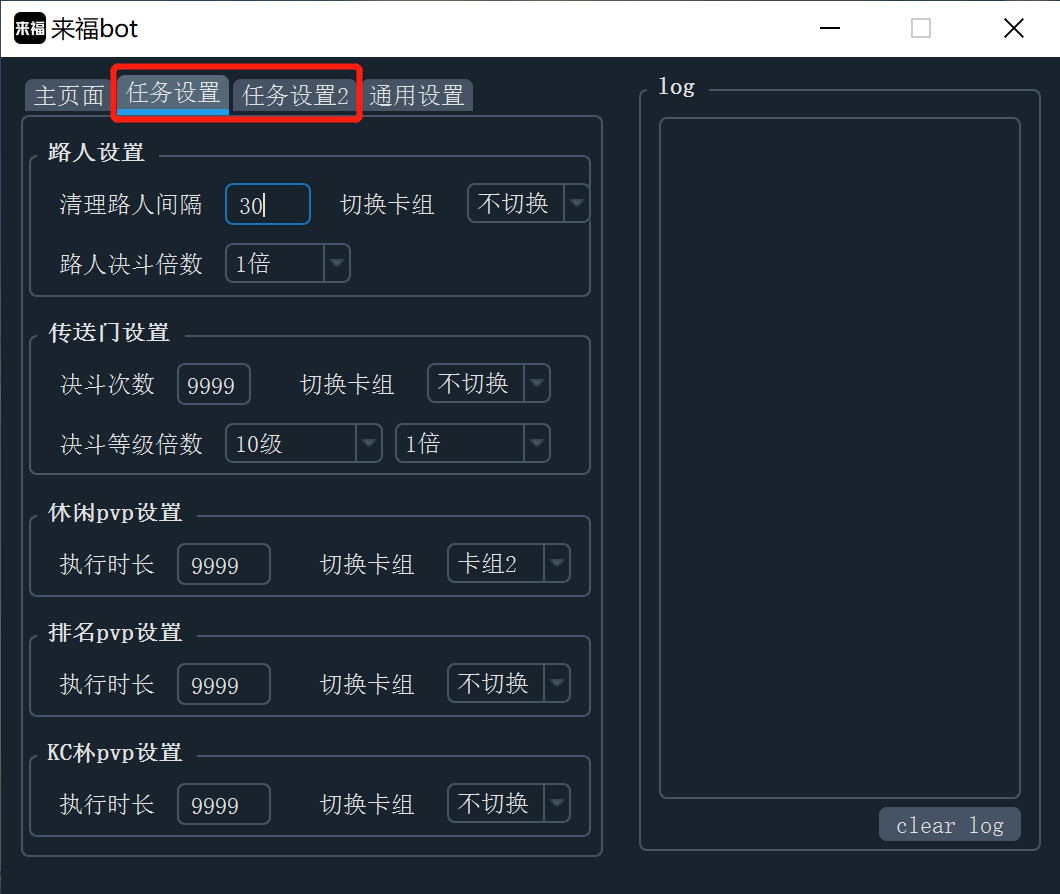 来福 来福bot
主页面 任务设置 任务设置2 通用设置
路人设置
清理路人间隔 30 切换卡组 不切换
路人决斗倍数 1倍
传送门设置
决斗次数 9999 切换卡组 不切换
决斗等级倍数 10级 1倍
休闲pvp设置
执行时长 9999 切换卡组 卡组2
排名pvp设置
执行时长 9999 切换卡组 不切换
KC杯pvp设置
执行时长 9999 切换卡组 不切换
log
clear log